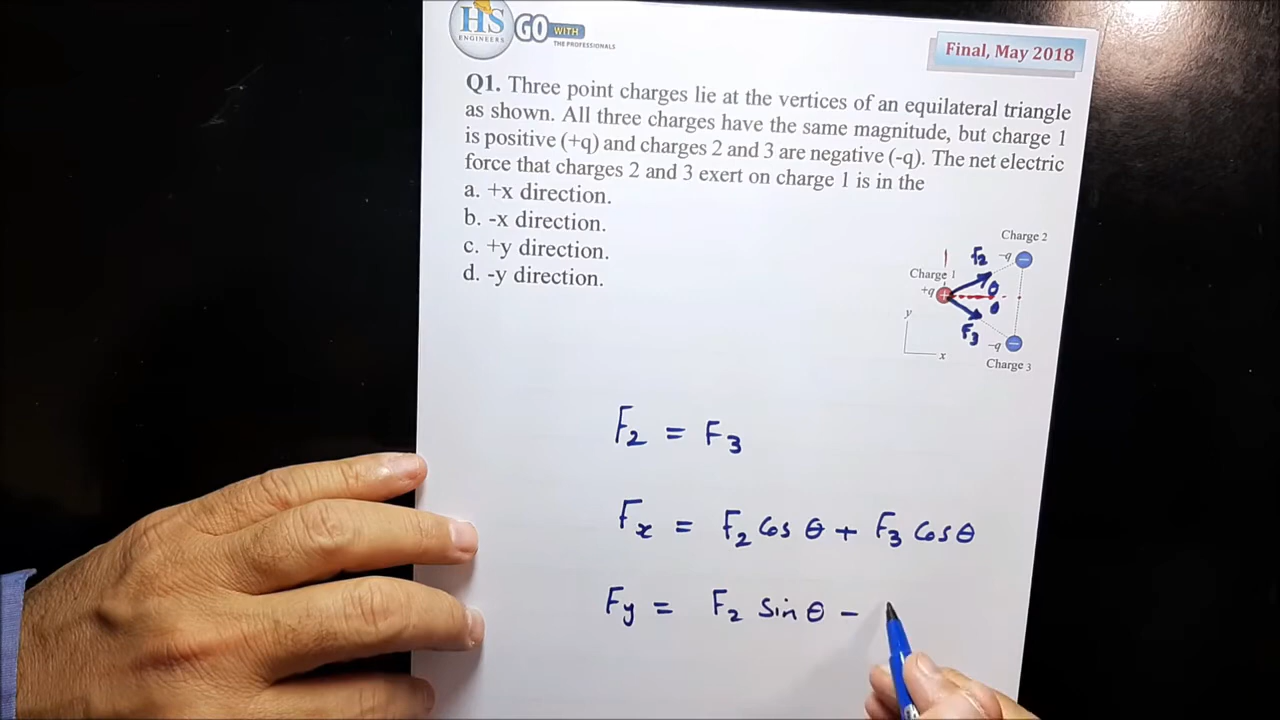 HS
ENGINEERS
GO WITH
THE PROFESSIONALS
Final, May 2018
Q1. Three point charges lie at the vertices of an equilateral triangle
as shown. All three charges have the same magnitude, but charge 1
is positive (+q) and charges 2 and 3 are negative (-q). The net electric
force that charges 2 and 3 exert on charge 1 is in the
a. +x direction.
b. -x direction.
c. +y direction.
d. -y direction.
Charge 2
F2 −q −
Charge 1
+q + θ
θ
y
F3 −q −
x
Charge 3
F2 = F3
Fx = F2 Cos θ + F3 Cos θ
Fy = F2 Sin θ −